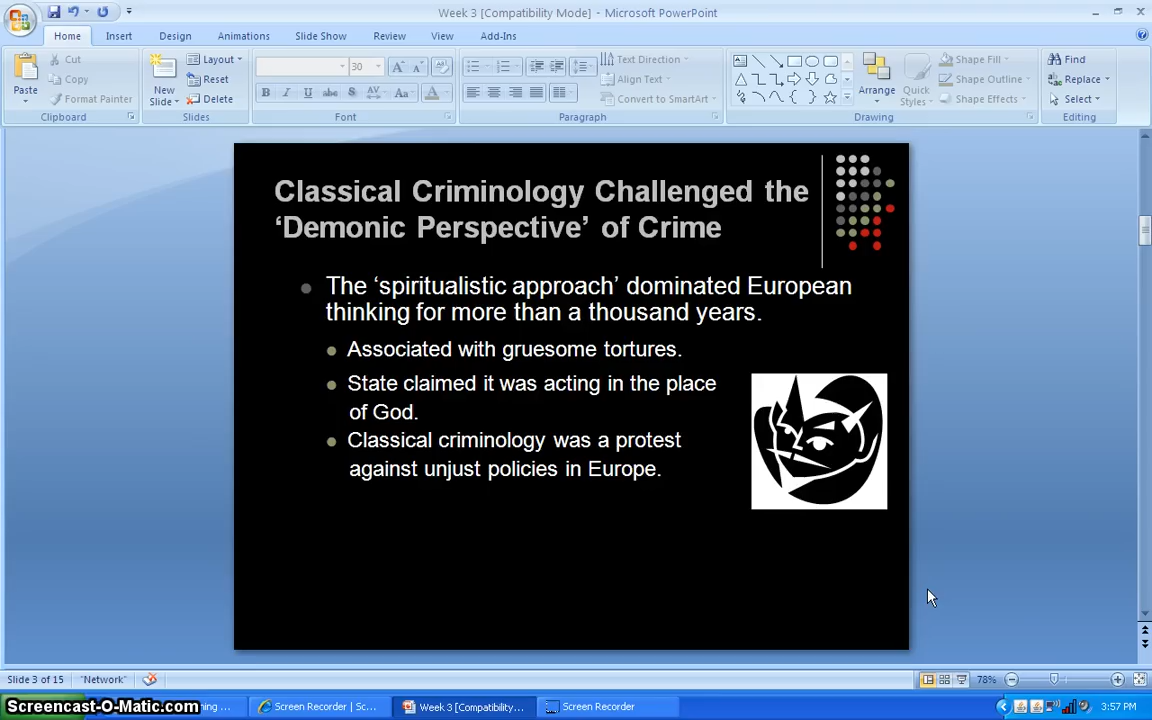 Week 3 [Compatibility Mode] - Microsoft PowerPoint
Home Insert Design Animations Slide Show Review View Add-Ins
Paste
Cut
Copy
Format Painter
Clipboard
New
Slide
Layout
Reset
Delete
Slides
30
A A
B I U abc S AV Aa A
Font
Text Direction
Align Text
Convert to SmartArt
Paragraph
Arrange
Quick
Styles
Shape Fill
Shape Outline
Shape Effects
Drawing
Find
Replace
Select
Editing
Classical Criminology Challenged the
‘Demonic Perspective’ of Crime
The ‘spiritualistic approach’ dominated European
thinking for more than a thousand years.
Associated with gruesome tortures.
State claimed it was acting in the place
of God.
Classical criminology was a protest
against unjust policies in Europe.
Slide 3 of 15 "Network" 78%
Screencast-O-Matic.com ning ... Screen Recorder | Sc... Week 3 [Compatibility... Screen Recorder 3:57 PM